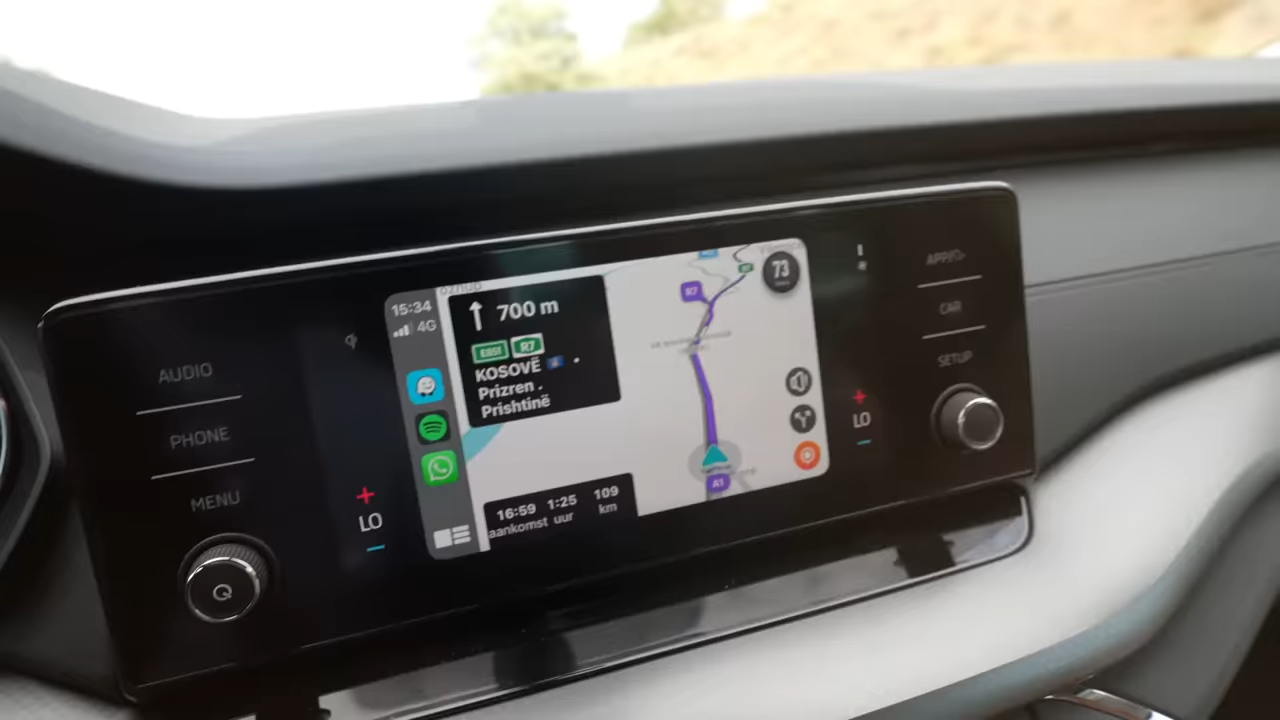 AUDIO
PHONE
MENU
LO
15:34
4G
700 m
E851 R7
KOSOVË
Prizren .
Prishtinë
16:59 1:25 109
aankomst uur km
R7
A1
73
LO
APP
CAR
SETUP